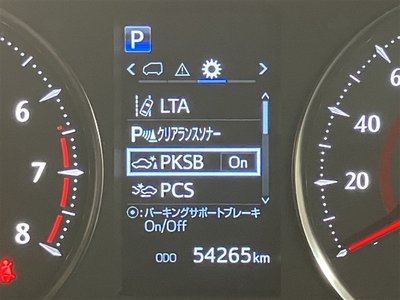 P
LTA
P クリアランスソナー
PKSB On
PCS
⦿:パーキングサポートブレーキ
On/Off
ODO 54265km
6
7
8
60
40
20